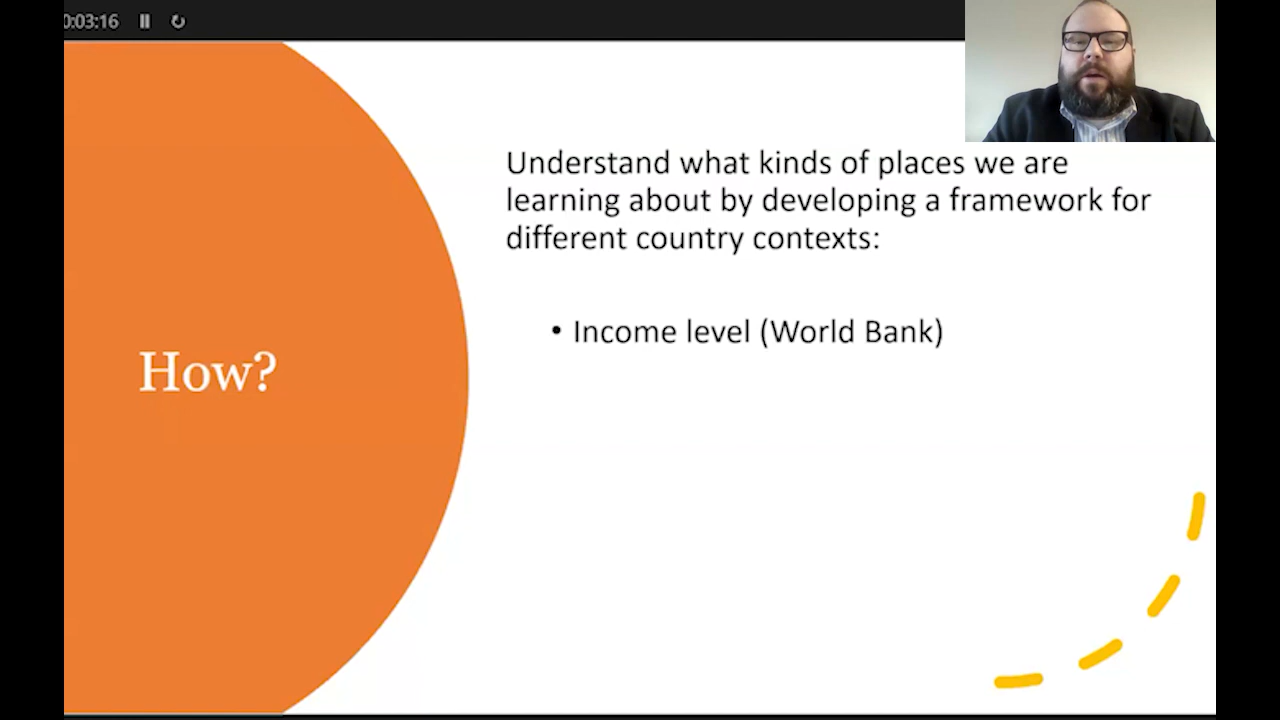 0:03:16
How?
Understand what kinds of places we are
learning about by developing a framework for
different country contexts:
• Income level (World Bank)